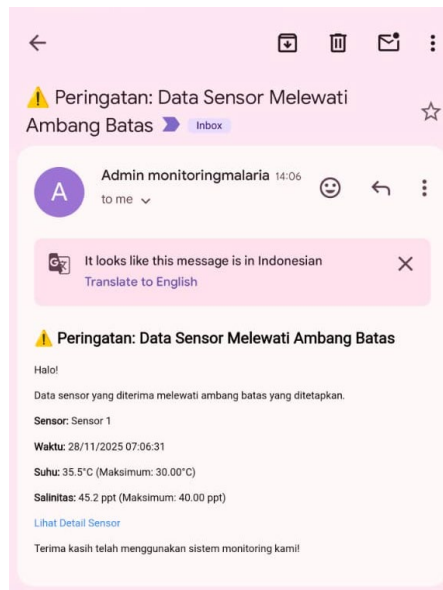 ⚠️ Peringatan: Data Sensor Melewati
Ambang Batas Inbox
A
Admin monitoringmalaria 14:06
to me
It looks like this message is in Indonesian
Translate to English
⚠️ Peringatan: Data Sensor Melewati Ambang Batas
Halo!
Data sensor yang diterima melewati ambang batas yang ditetapkan.
Sensor: Sensor 1
Waktu: 28/11/2025 07:06:31
Suhu: 35.5°C (Maksimum: 30.00°C)
Salinitas: 45.2 ppt (Maksimum: 40.00 ppt)
Lihat Detail Sensor
Terima kasih telah menggunakan sistem monitoring kami!